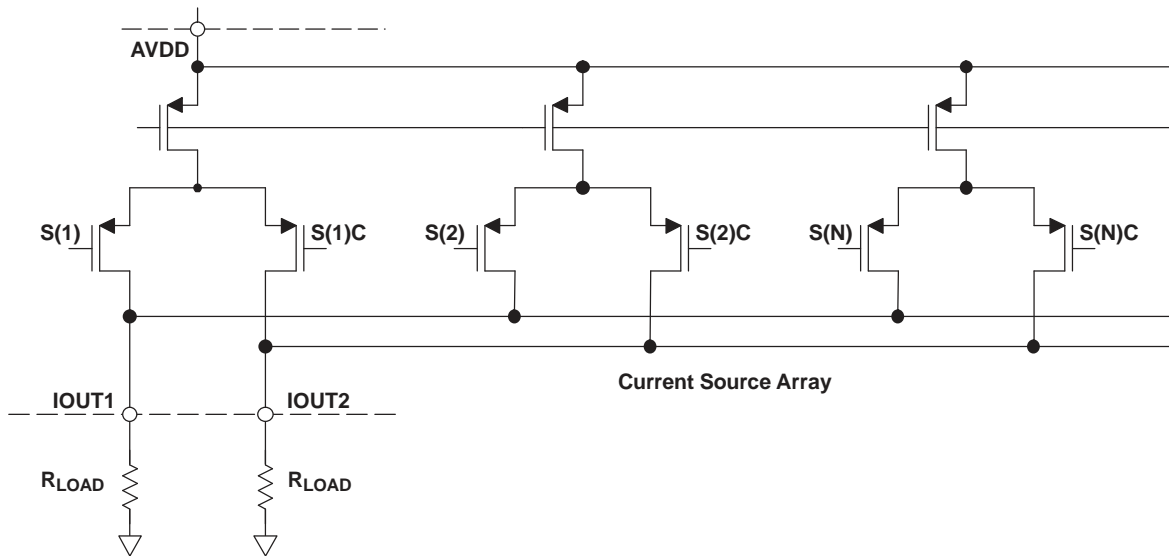 AVDD
S(1)
S(1)C
S(2)
S(2)C
S(N)
S(N)C
Current Source Array
IOUT1
IOUT2
RLOAD
RLOAD